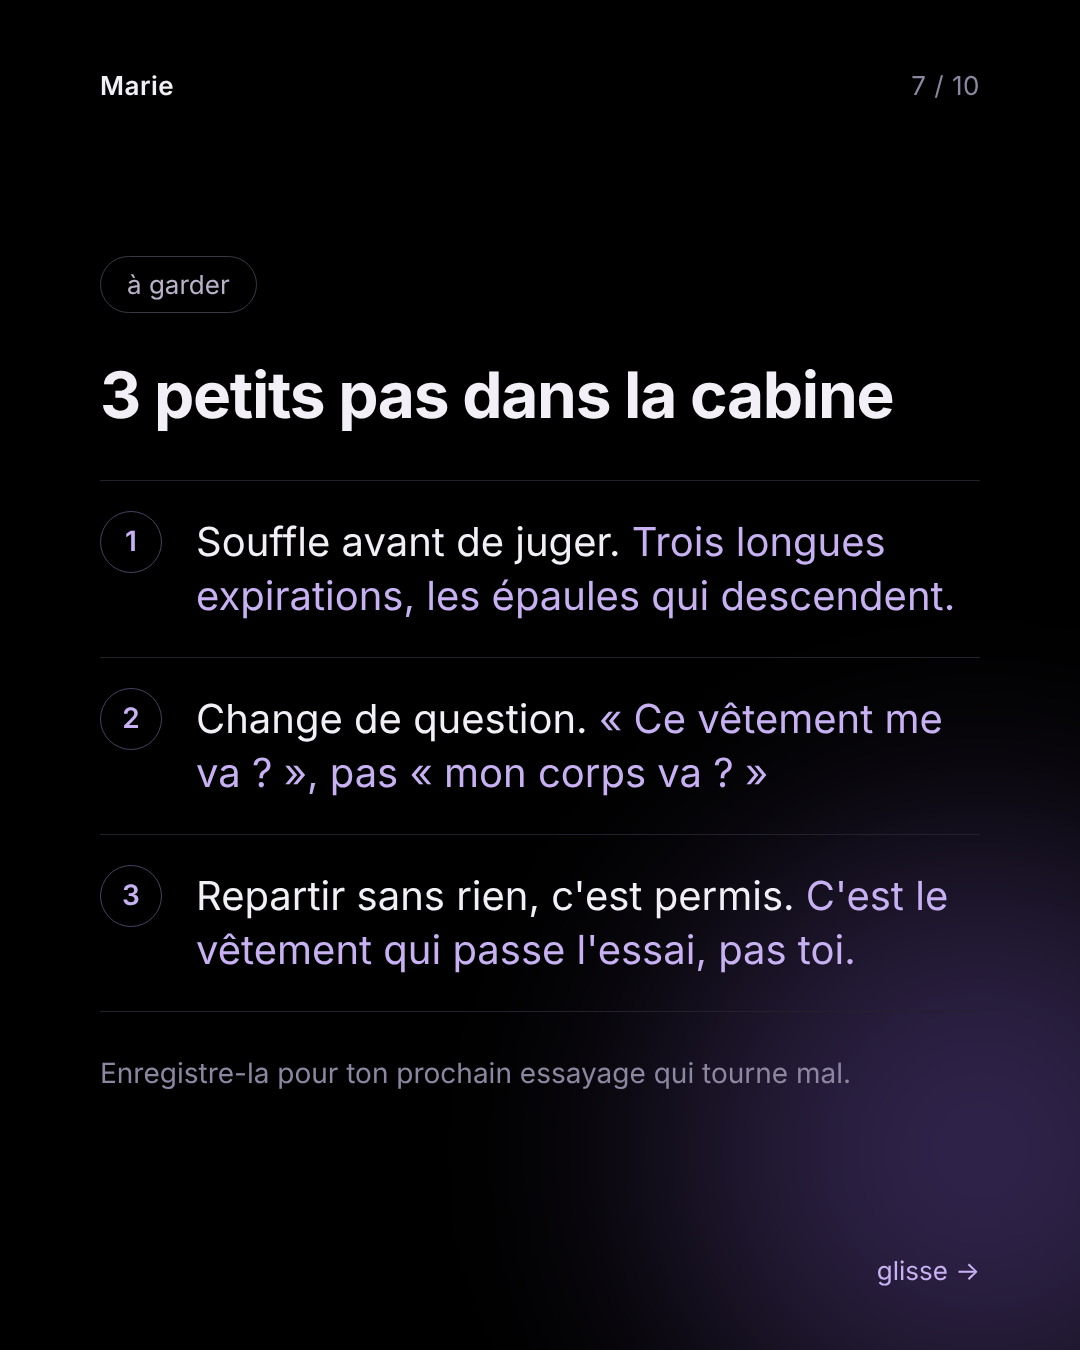 Marie
7 / 10
à garder
3 petits pas dans la cabine
1
Souffle avant de juger. Trois longues
expirations, les épaules qui descendent.
2
Change de question. « Ce vêtement me
va ? », pas « mon corps va ? »
3
Repartir sans rien, c'est permis. C'est le
vêtement qui passe l'essai, pas toi.
Enregistre-la pour ton prochain essayage qui tourne mal.
glisse →